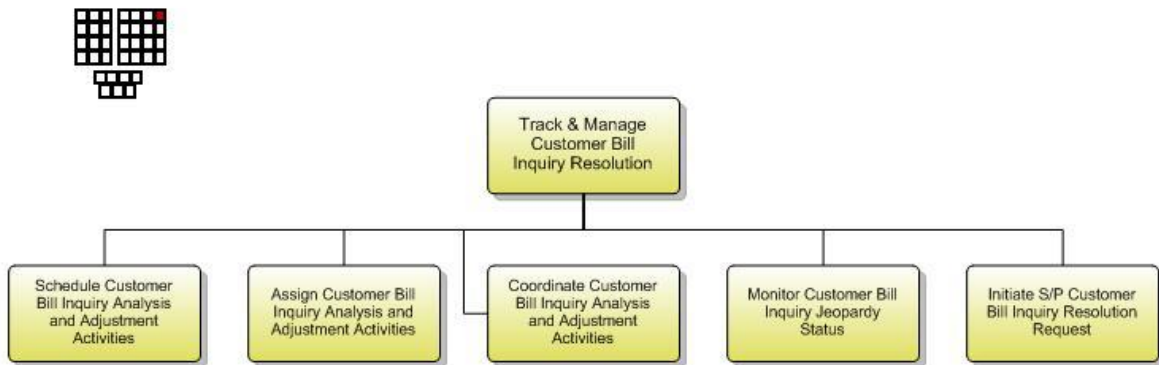 Track & Manage
Customer Bill
Inquiry Resolution
Schedule Customer
Bill Inquiry Analysis
and Adjustment
Activities
Assign Customer Bill
Inquiry Analysis and
Adjustment Activities
Coordinate Customer
Bill Inquiry Analysis
and Adjustment
Activities
Monitor Customer Bill
Inquiry Jeopardy
Status
Initiate S/P Customer
Bill Inquiry Resolution
Request